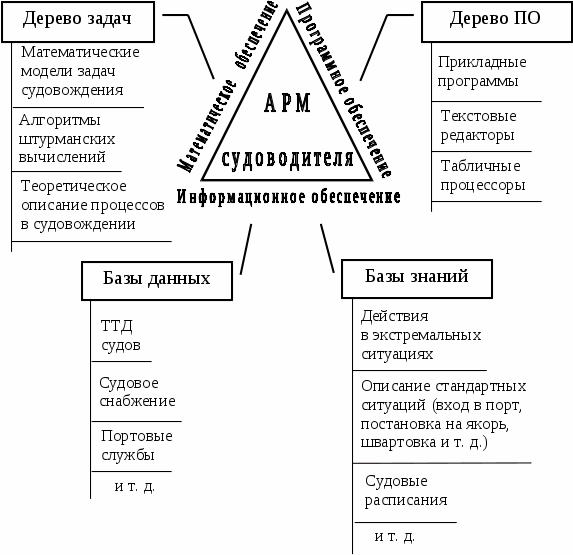 Дерево задач
Математические
модели задач
судовождения
Алгоритмы
штурманских
вычислений
Теоретическое
описание процессов
в судовождении
Математическое обеспечение
Программное обеспечение
АРМ
судоводителя
Информационное обеспечение
Дерево ПО
Прикладные
программы
Текстовые
редакторы
Табличные
процессоры
Базы данных
ТТД
судов
Судовое
снабжение
Портовые
службы
и т. д.
Базы знаний
Действия
в экстремальных
ситуациях
Описание стандартных
ситуаций (вход в порт,
постановка на якорь,
швартовка и т. д.)
Судовые
расписания
и т. д.